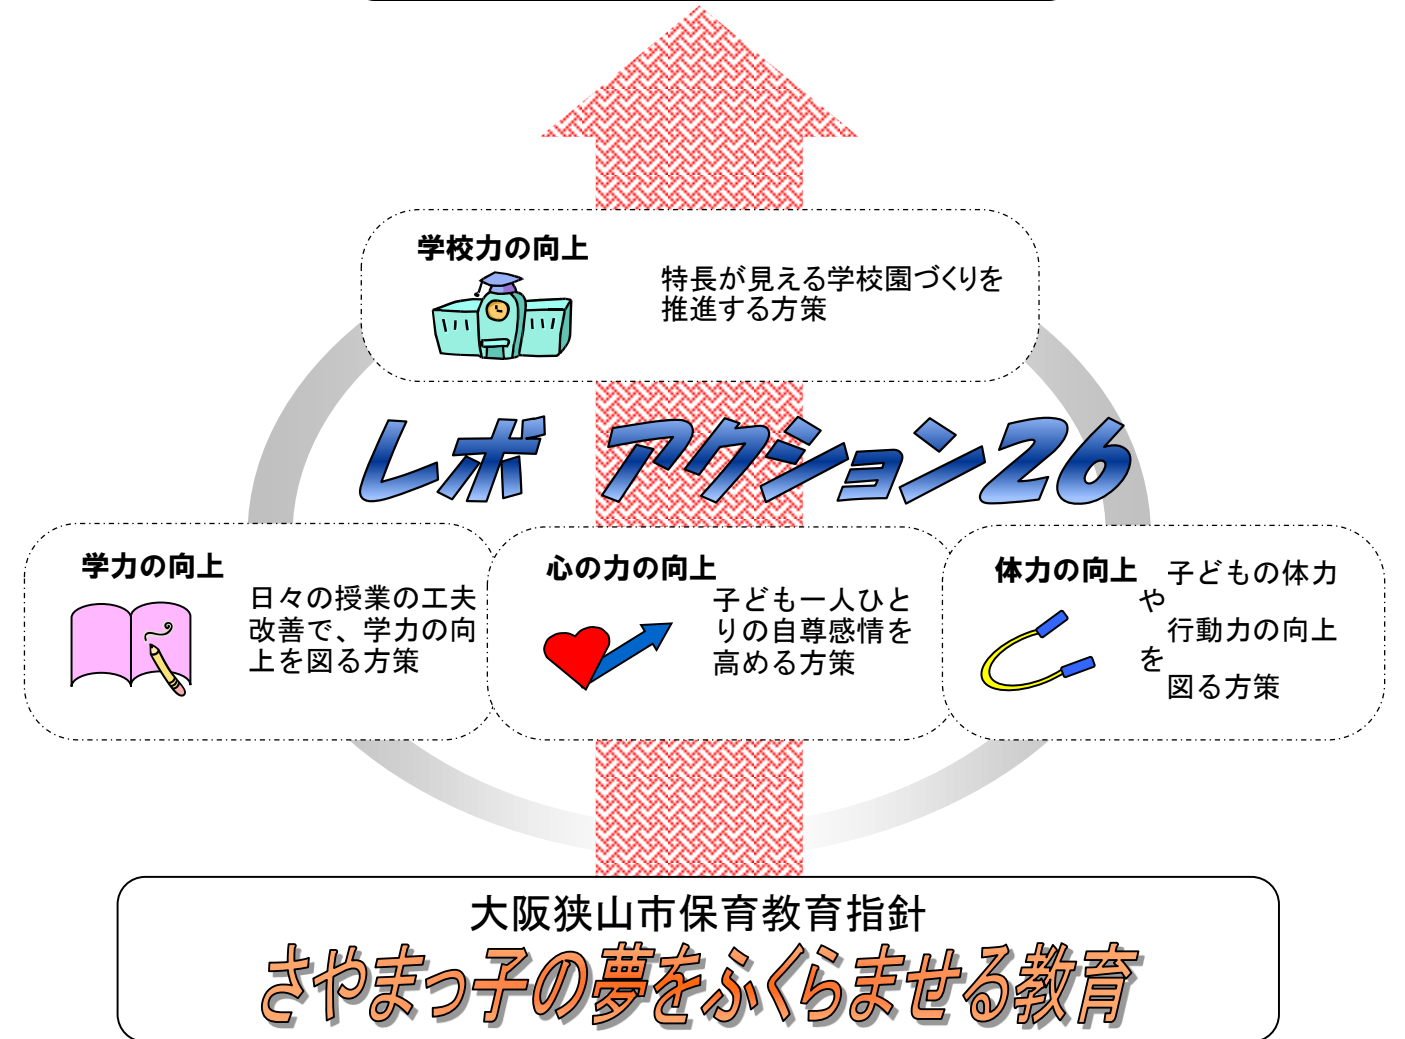 学校力の向上
特長が見える学校園づくりを
推進する方策
レボ アクション26
学力の向上
日々の授業の工夫
改善で、学力の向
上を図る方策
心の力の向上
子ども一人ひと
りの自尊感情を
高める方策
体力の向上
子どもの体力
や
行動力の向上
を
図る方策
大阪狭山市保育教育指針
さやまっ子の夢をふくらませる教育